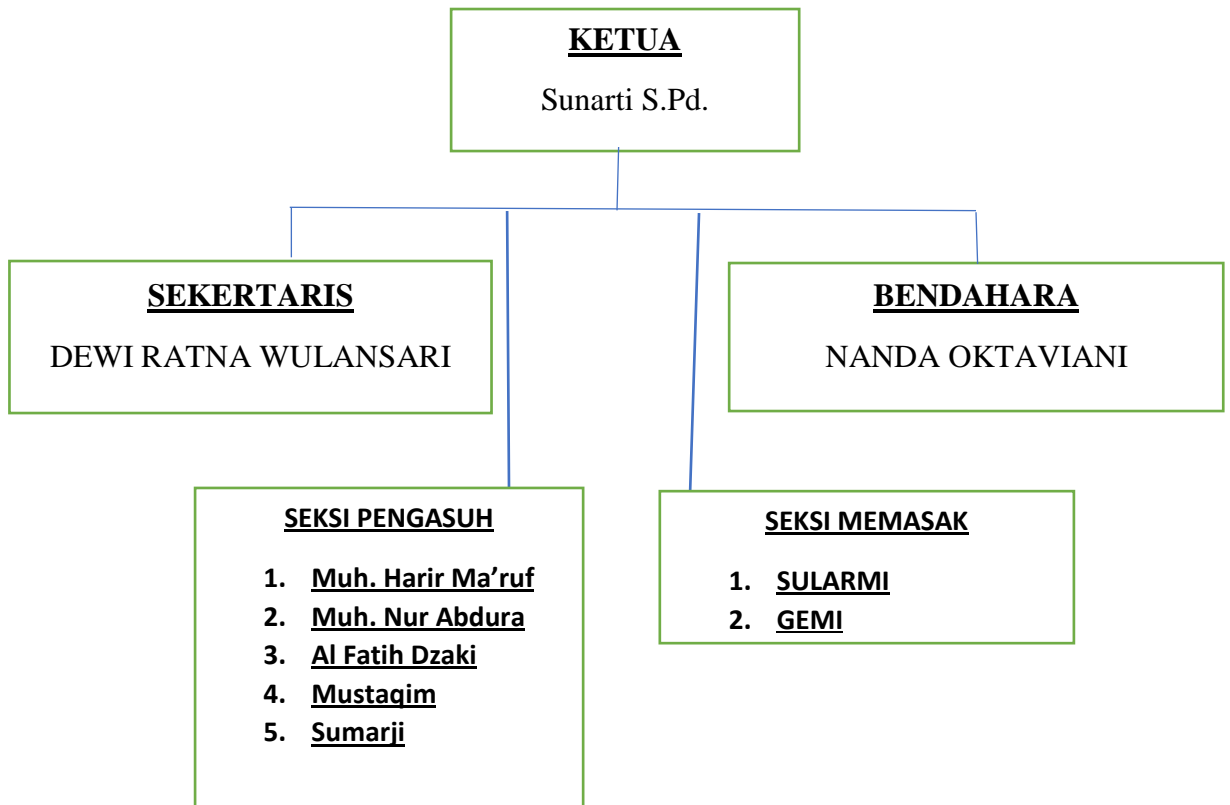 KETUA
Sunarti S.Pd.
SEKERTARIS
DEWI RATNA WULANSARI
BENDAHARA
NANDA OKTAVIANI
SEKSI PENGASUH
1. Muh. Harir Ma’ruf
2. Muh. Nur Abdura
3. Al Fatih Dzaki
4. Mustaqim
5. Sumarji
SEKSI MEMASAK
1. SULARMI
2. GEMI